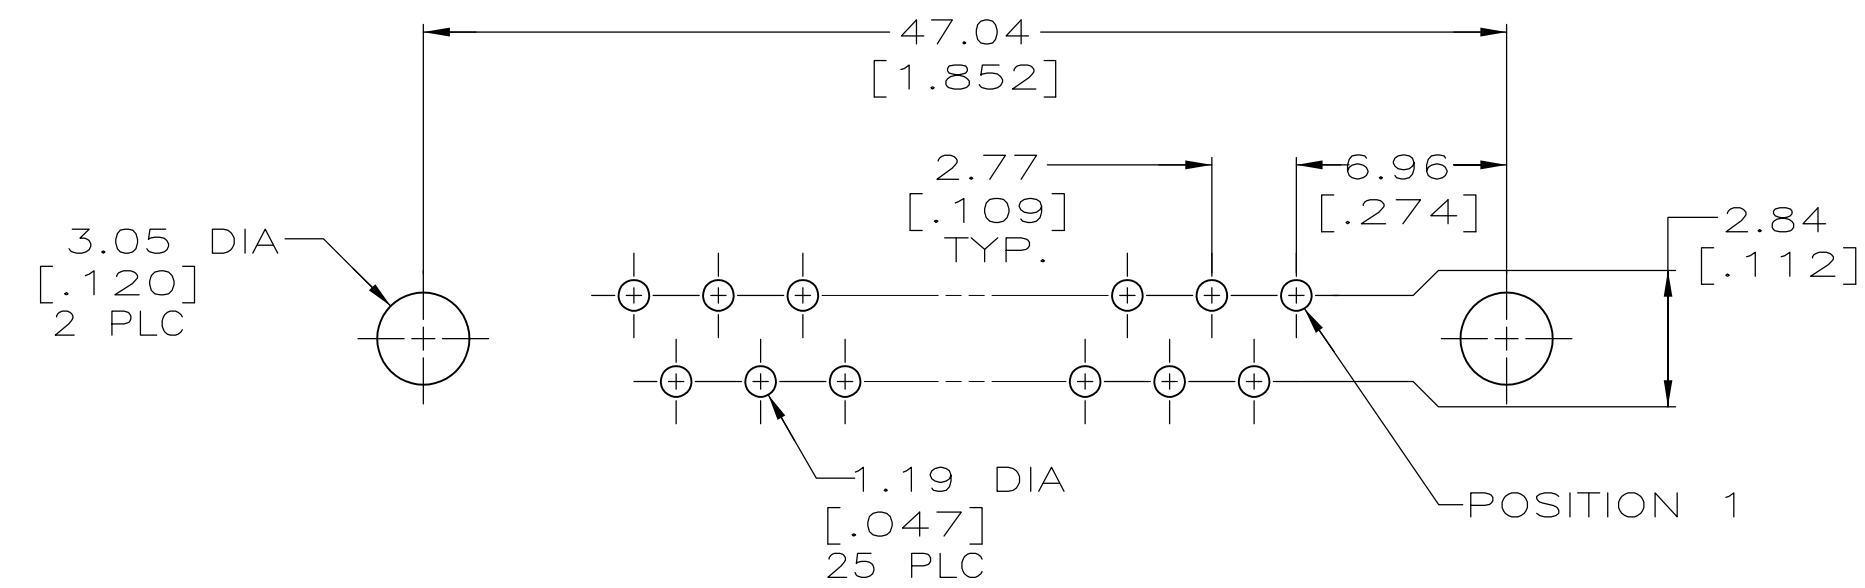 47.04
[1.852]
2.77
[.109]
TYP.
6.96
[.274]
2.84
[.112]
3.05 DIA
[.120]
2 PLC
1.19 DIA
[.047]
25 PLC
POSITION 1